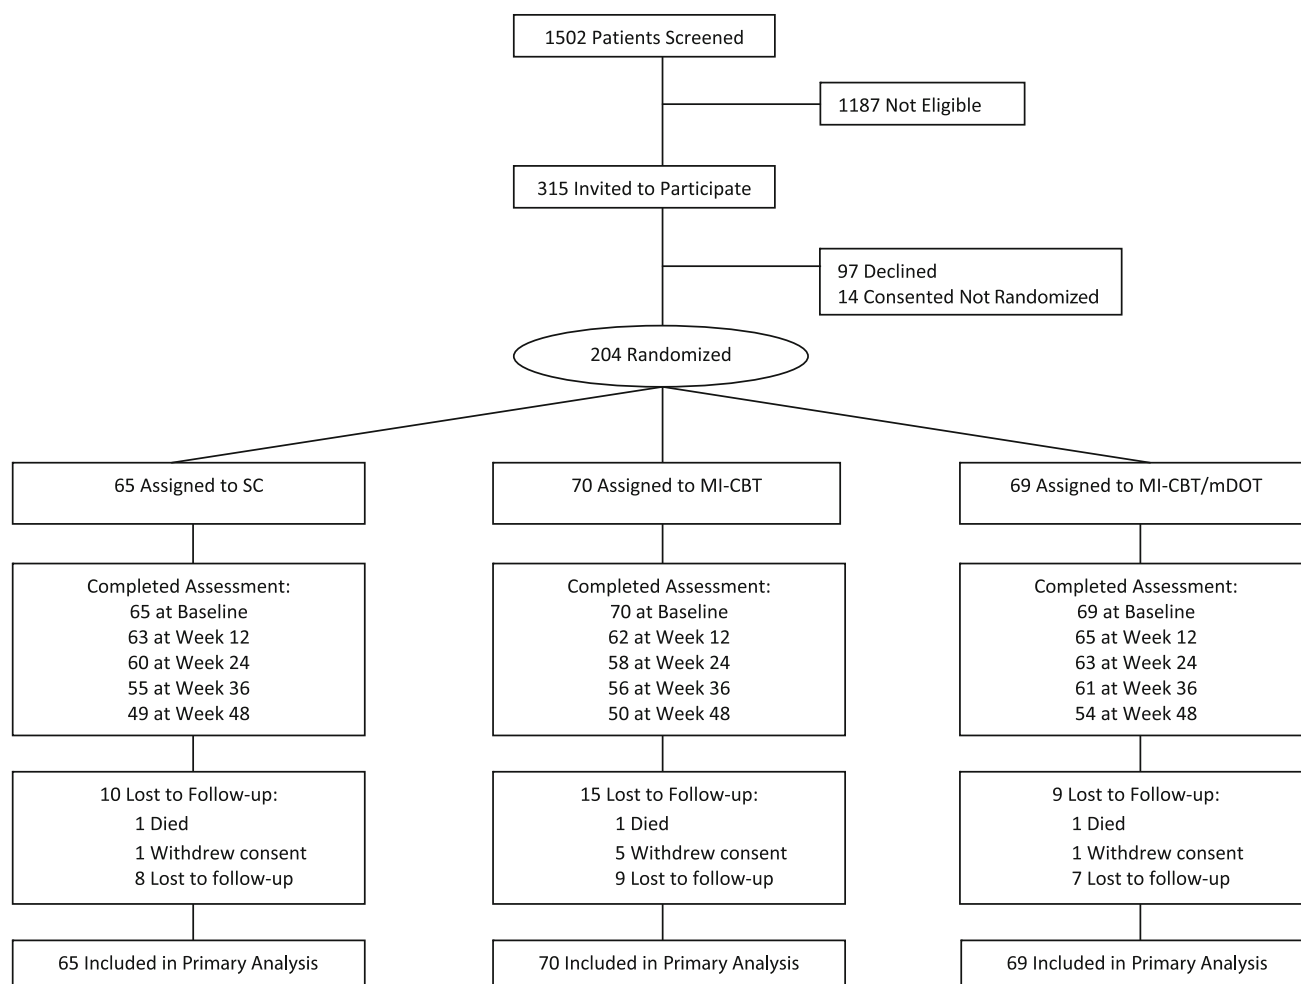 1502 Patients Screened
1187 Not Eligible
315 Invited to Participate
97 Declined
14 Consented Not Randomized
204 Randomized
65 Assigned to SC
70 Assigned to MI-CBT
69 Assigned to MI-CBT/mDOT
Completed Assessment:
65 at Baseline
63 at Week 12
60 at Week 24
55 at Week 36
49 at Week 48
Completed Assessment:
70 at Baseline
62 at Week 12
58 at Week 24
56 at Week 36
50 at Week 48
Completed Assessment:
69 at Baseline
65 at Week 12
63 at Week 24
61 at Week 36
54 at Week 48
10 Lost to Follow-up:
1 Died
1 Withdrew consent
8 Lost to follow-up
15 Lost to Follow-up:
1 Died
5 Withdrew consent
9 Lost to follow-up
9 Lost to Follow-up:
1 Died
1 Withdrew consent
7 Lost to follow-up
65 Included in Primary Analysis
70 Included in Primary Analysis
69 Included in Primary Analysis